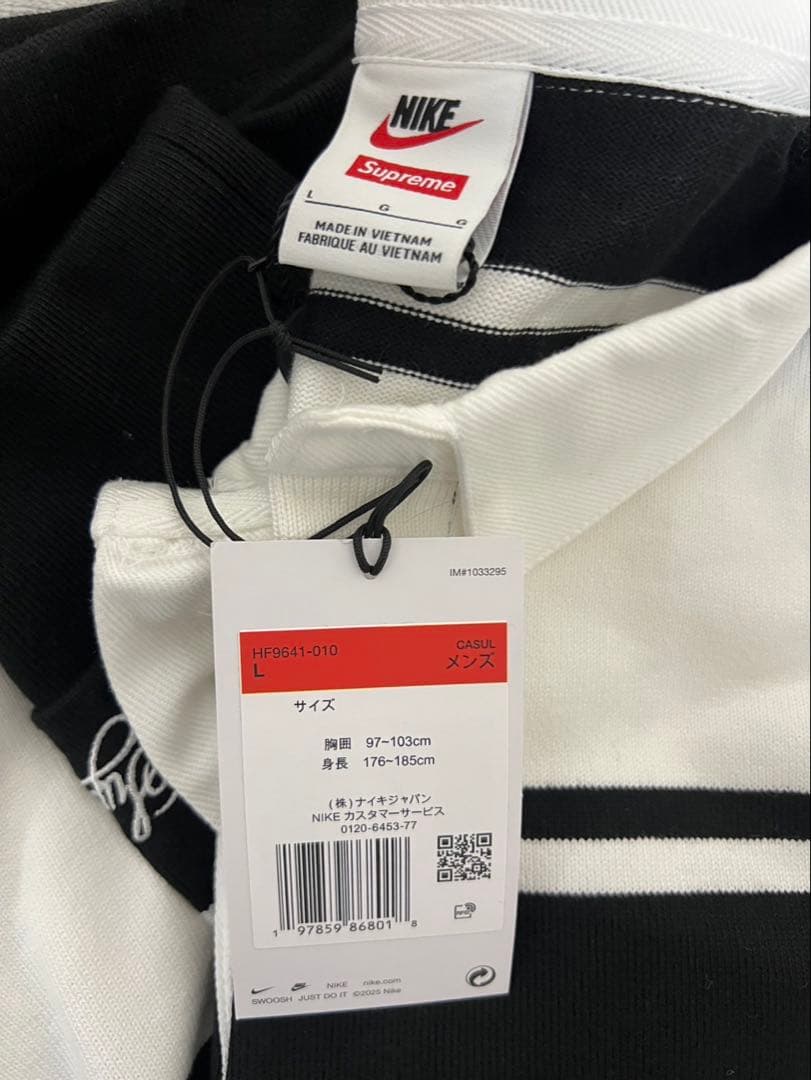 NIKE
Supreme
L
G
G
MADE IN VIETNAM
FABRIQUE AU VIETNAM
IM#1033295
HF9641-010
L
CASUL
メンズ
サイズ
胸囲 97~103cm
身長 176~185cm
(株)ナイキジャパン
NIKE カスタマーサービス
0120-6453-77
1 97859 86801 8
RFID
NIKE nike.com
SWOOSH JUST DO IT ©2025 Nike